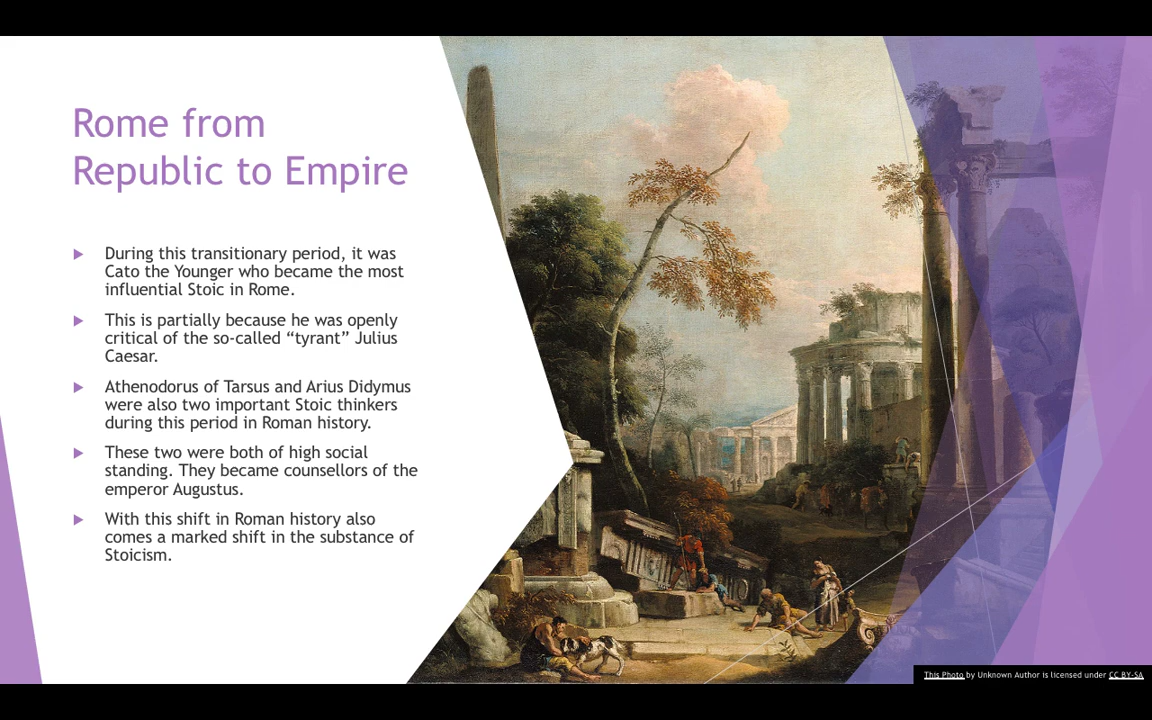 Rome from
Republic to Empire
During this transitionary period, it was
Cato the Younger who became the most
influential Stoic in Rome.
This is partially because he was openly
critical of the so-called “tyrant” Julius
Caesar.
Athenodorus of Tarsus and Arius Didymus
were also two important Stoic thinkers
during this period in Roman history.
These two were both of high social
standing. They became counsellors of the
emperor Augustus.
With this shift in Roman history also
comes a marked shift in the substance of
Stoicism.
This Photo by Unknown Author is licensed under CC BY-SA